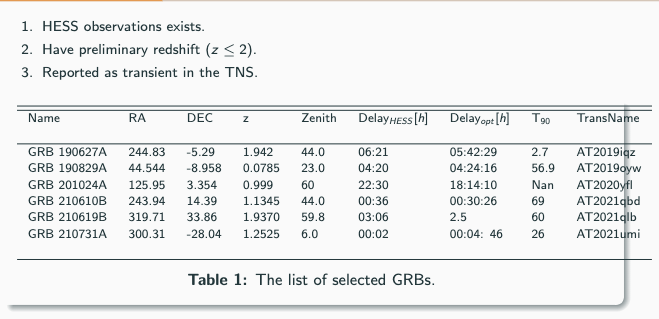 1. HESS observations exists.
2. Have preliminary redshift (z ≤ 2).
3. Reported as transient in the TNS.
Name RA DEC z Zenith Delay_HESS[h] Delay_opt[h] T_90 TransName
GRB 190627A 244.83 -5.29 1.942 44.0 06:21 05:42:29 2.7 AT2019iqz
GRB 190829A 44.544 -8.958 0.0785 23.0 04:20 04:24:16 56.9 AT2019oyw
GRB 201024A 125.95 3.354 0.999 60 22:30 18:14:10 Nan AT2020yfl
GRB 210610B 243.94 14.39 1.1345 44.0 00:36 00:30:26 69 AT2021qbd
GRB 210619B 319.71 33.86 1.9370 59.8 03:06 2.5 60 AT2021qlb
GRB 210731A 300.31 -28.04 1.2525 6.0 00:02 00:04: 46 26 AT2021umi
Table 1: The list of selected GRBs.